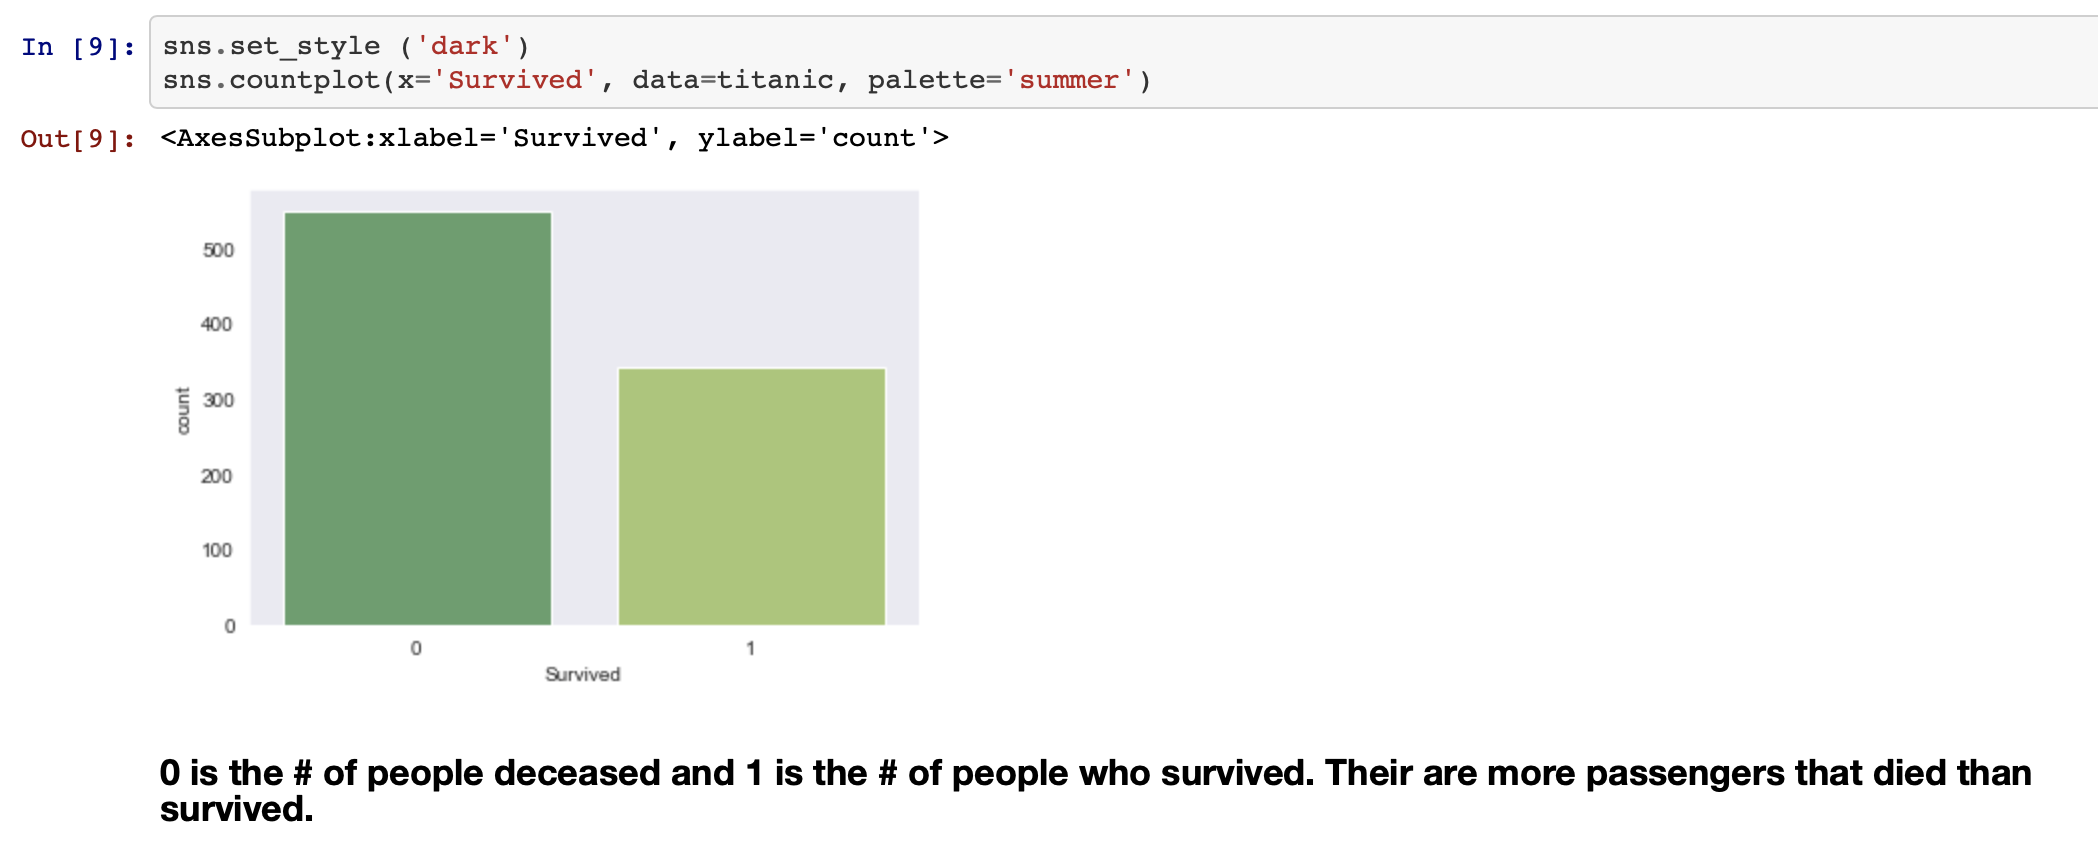 In [9]: sns.set_style ('dark')
sns.countplot(x='Survived', data=titanic, palette='summer')
Out[9]: <AxesSubplot:xlabel='Survived', ylabel='count'>
500
400
300
200
100
0
count
0 1
Survived
0 is the # of people deceased and 1 is the # of people who survived. Their are more passengers that died than
survived.